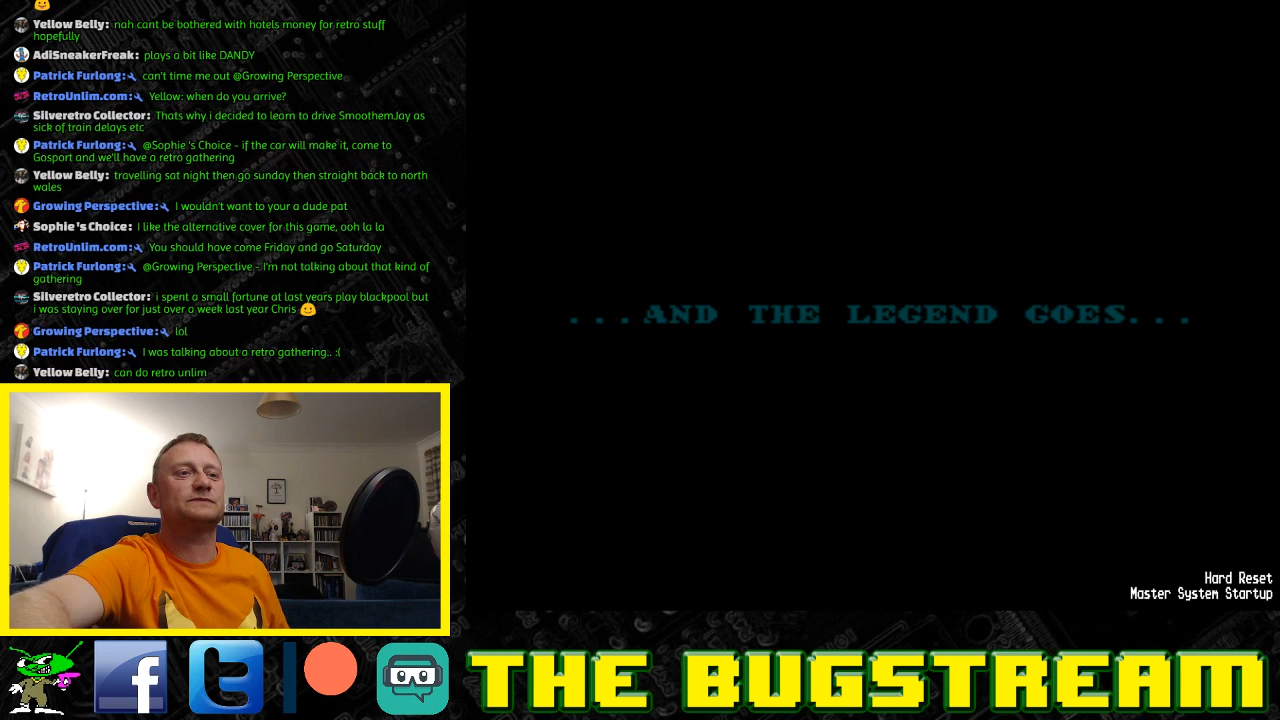 Yellow Belly: nah cant be bothered with hotels money for retro stuff
hopefully
AdiSneakerFreak: plays a bit like DANDY
Patrick Furlong: can't time me out @Growing Perspective
RetroUnlim.com: Yellow: when do you arrive?
Silveretro Collector: Thats why i decided to learn to drive SmoothemJay as
sick of train delays etc
Patrick Furlong: @Sophie 's Choice - if the car will make it, come to
Gosport and we'll have a retro gathering
Yellow Belly: travelling sat night then go sunday then straight back to north
wales
Growing Perspective: I wouldn't want to your a dude pat
Sophie 's Choice: I like the alternative cover for this game, ooh la la
RetroUnlim.com: You should have come Friday and go Saturday
Patrick Furlong: @Growing Perspective - I'm not talking about that kind of
gathering
Silveretro Collector: i spent a small fortune at last years play blackpool but
i was staying over for just over a week last year Chris
Growing Perspective: lol
Patrick Furlong: I was talking about a retro gathering.. :(
Yellow Belly: can do retro unlim
...AND THE LEGEND GOES...
Hard Reset
Master System Startup
THE BUGSTREAM